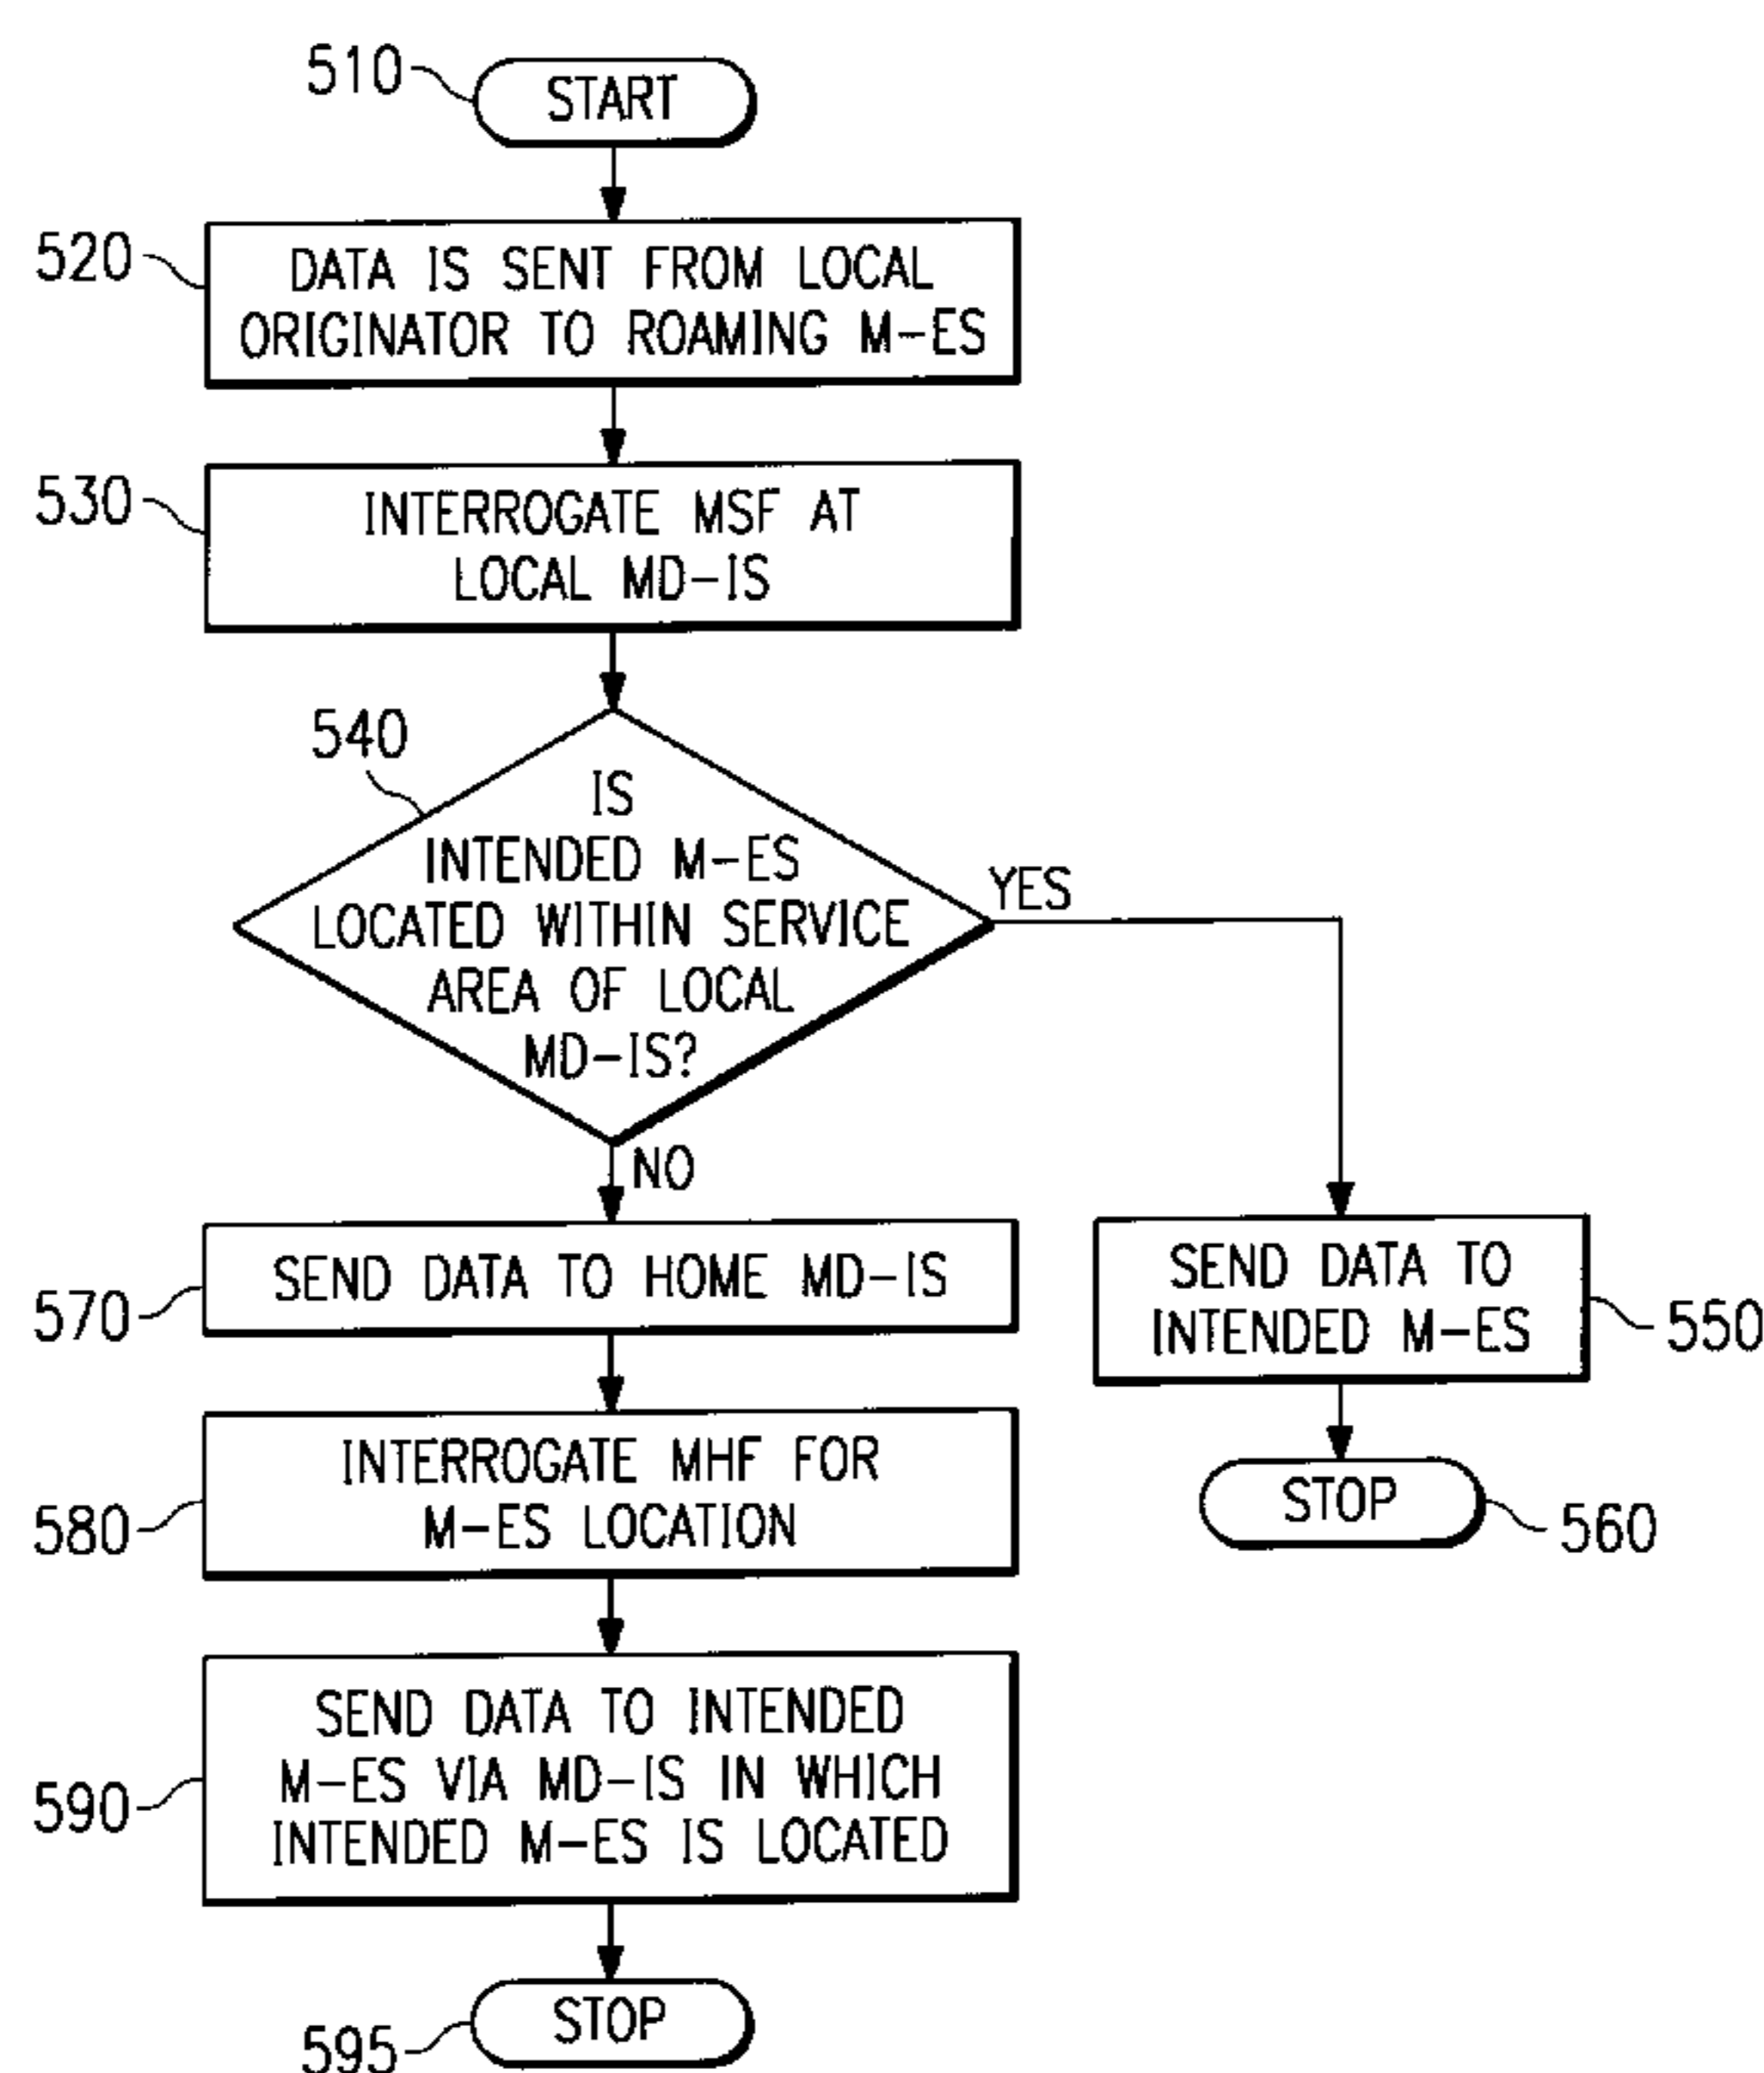 510
START
520
DATA IS SENT FROM LOCAL
ORIGINATOR TO ROAMING M-ES
530
INTERROGATE MSF AT
LOCAL MD-IS
540
IS
INTENDED M-ES
LOCATED WITHIN SERVICE
AREA OF LOCAL
MD-IS?
YES
NO
570
SEND DATA TO HOME MD-IS
SEND DATA TO
INTENDED M-ES
550
580
INTERROGATE MHF FOR
M-ES LOCATION
STOP
560
590
SEND DATA TO INTENDED
M-ES VIA MD-IS IN WHICH
INTENDED M-ES IS LOCATED
595
STOP